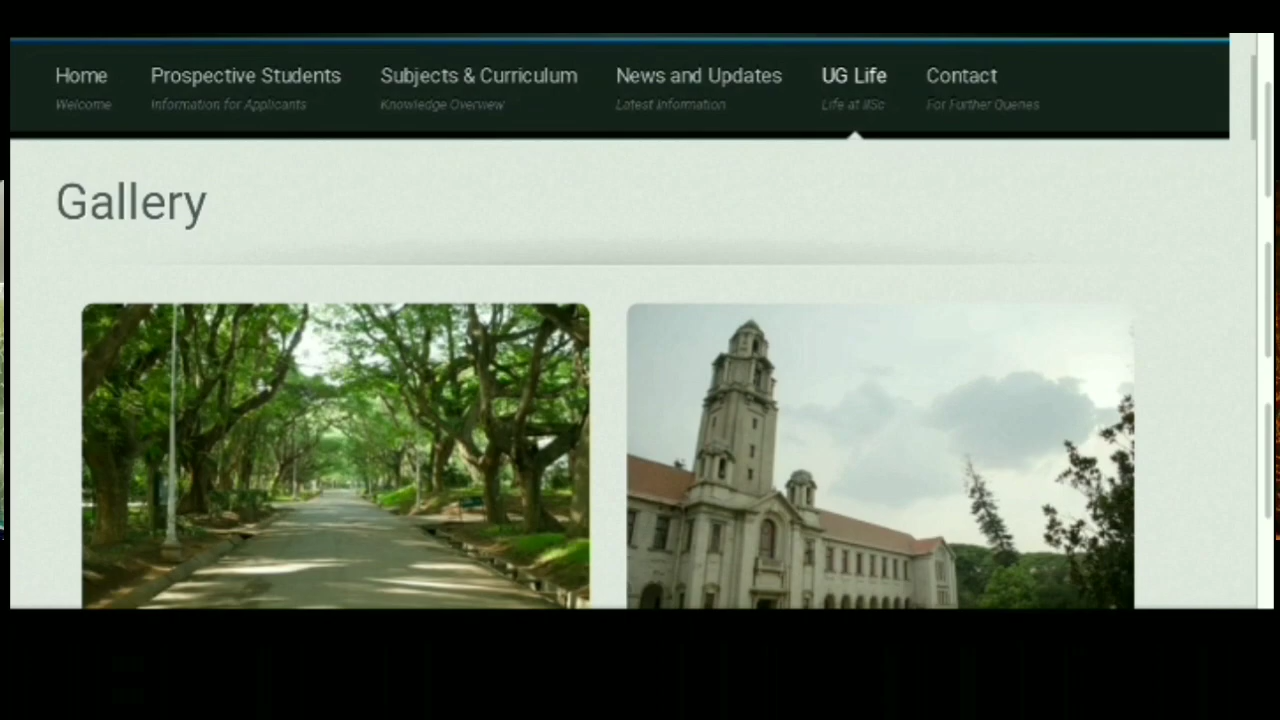 Home Prospective Students Subjects & Curriculum News and Updates UG Life Contact
Welcome Information for Applicants Knowledge Overview Latest Information Life at IISc For Further Queries
Gallery